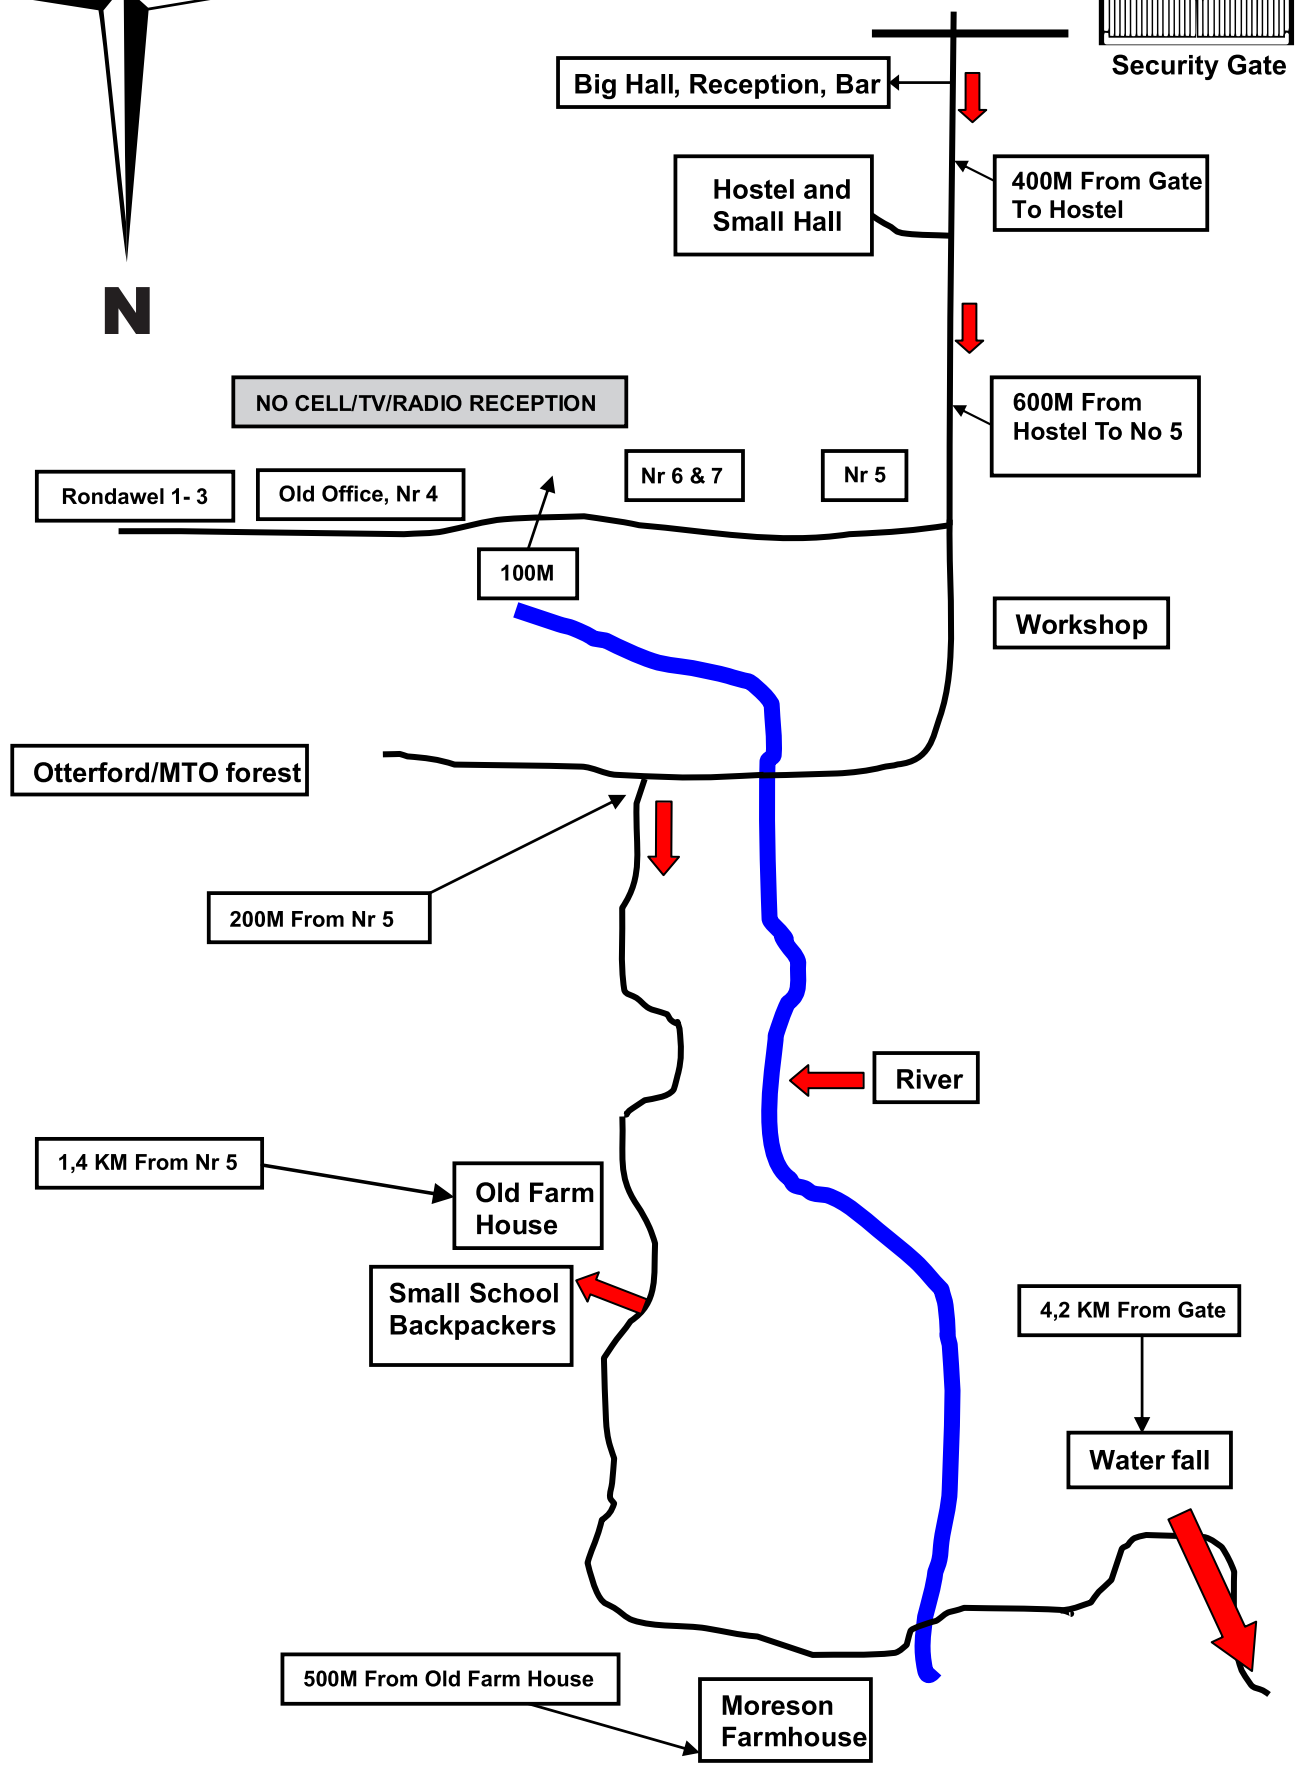 Security Gate
Big Hall, Reception, Bar
Hostel and
Small Hall
400M From Gate
To Hostel
N
NO CELL/TV/RADIO RECEPTION
600M From
Hostel To No 5
Rondawel 1- 3
Old Office, Nr 4
Nr 6 & 7
Nr 5
100M
Workshop
Otterford/MTO forest
200M From Nr 5
River
1,4 KM From Nr 5
Old Farm
House
Small School
Backpackers
4,2 KM From Gate
Water fall
500M From Old Farm House
Moreson
Farmhouse